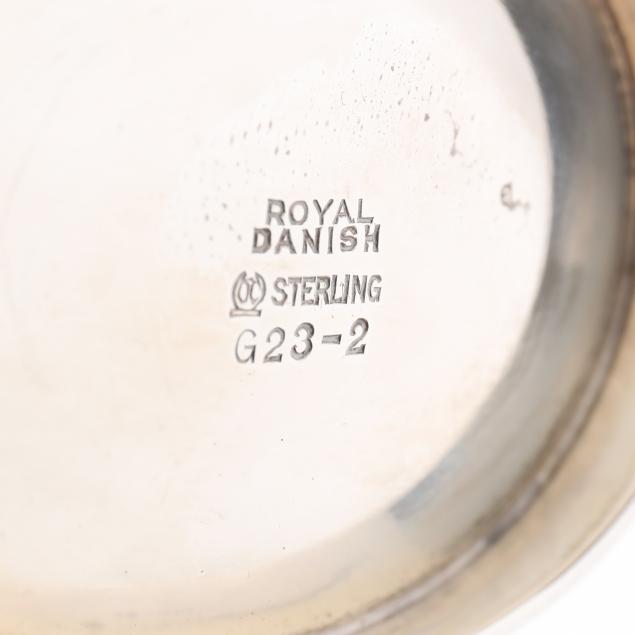 ROYAL
DANISH
STERLING
G23-2